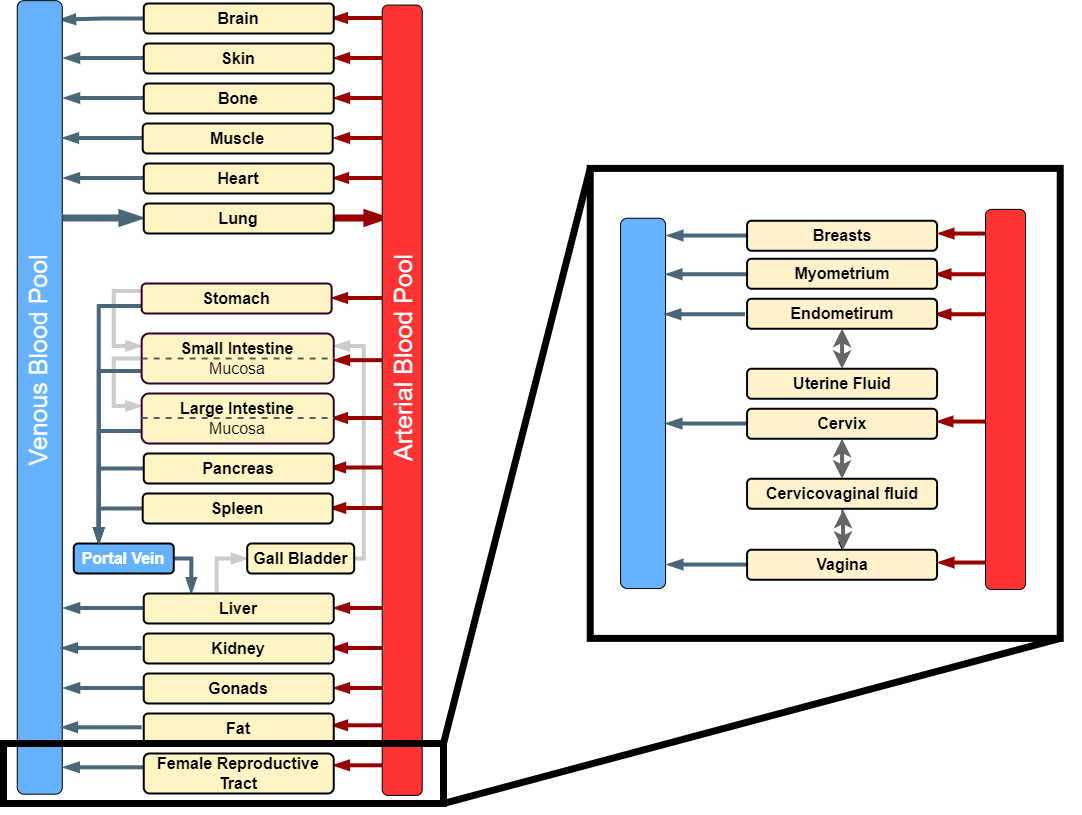 Brain
Skin
Bone
Muscle
Heart
Lung
Venous Blood Pool
Arterial Blood Pool
Stomach
Small Intestine
Mucosa
Large Intestine
Mucosa
Pancreas
Spleen
Portal Vein
Gall Bladder
Liver
Kidney
Gonads
Fat
Female Reproductive
Tract
Breasts
Myometrium
Endometirum
Uterine Fluid
Cervix
Cervicovaginal fluid
Vagina